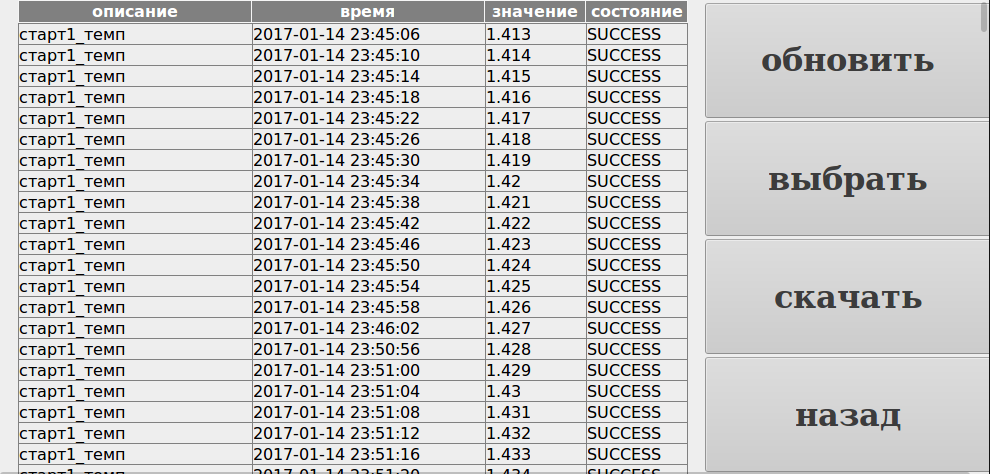 описание время значение состояние
старт1_темп 2017-01-14 23:45:06 1.413 SUCCESS
старт1_темп 2017-01-14 23:45:10 1.414 SUCCESS
старт1_темп 2017-01-14 23:45:14 1.415 SUCCESS
старт1_темп 2017-01-14 23:45:18 1.416 SUCCESS
старт1_темп 2017-01-14 23:45:22 1.417 SUCCESS
старт1_темп 2017-01-14 23:45:26 1.418 SUCCESS
старт1_темп 2017-01-14 23:45:30 1.419 SUCCESS
старт1_темп 2017-01-14 23:45:34 1.42 SUCCESS
старт1_темп 2017-01-14 23:45:38 1.421 SUCCESS
старт1_темп 2017-01-14 23:45:42 1.422 SUCCESS
старт1_темп 2017-01-14 23:45:46 1.423 SUCCESS
старт1_темп 2017-01-14 23:45:50 1.424 SUCCESS
старт1_темп 2017-01-14 23:45:54 1.425 SUCCESS
старт1_темп 2017-01-14 23:45:58 1.426 SUCCESS
старт1_темп 2017-01-14 23:46:02 1.427 SUCCESS
старт1_темп 2017-01-14 23:50:56 1.428 SUCCESS
старт1_темп 2017-01-14 23:51:00 1.429 SUCCESS
старт1_темп 2017-01-14 23:51:04 1.43 SUCCESS
старт1_темп 2017-01-14 23:51:08 1.431 SUCCESS
старт1_темп 2017-01-14 23:51:12 1.432 SUCCESS
старт1_темп 2017-01-14 23:51:16 1.433 SUCCESS
обновить
выбрать
скачать
назад